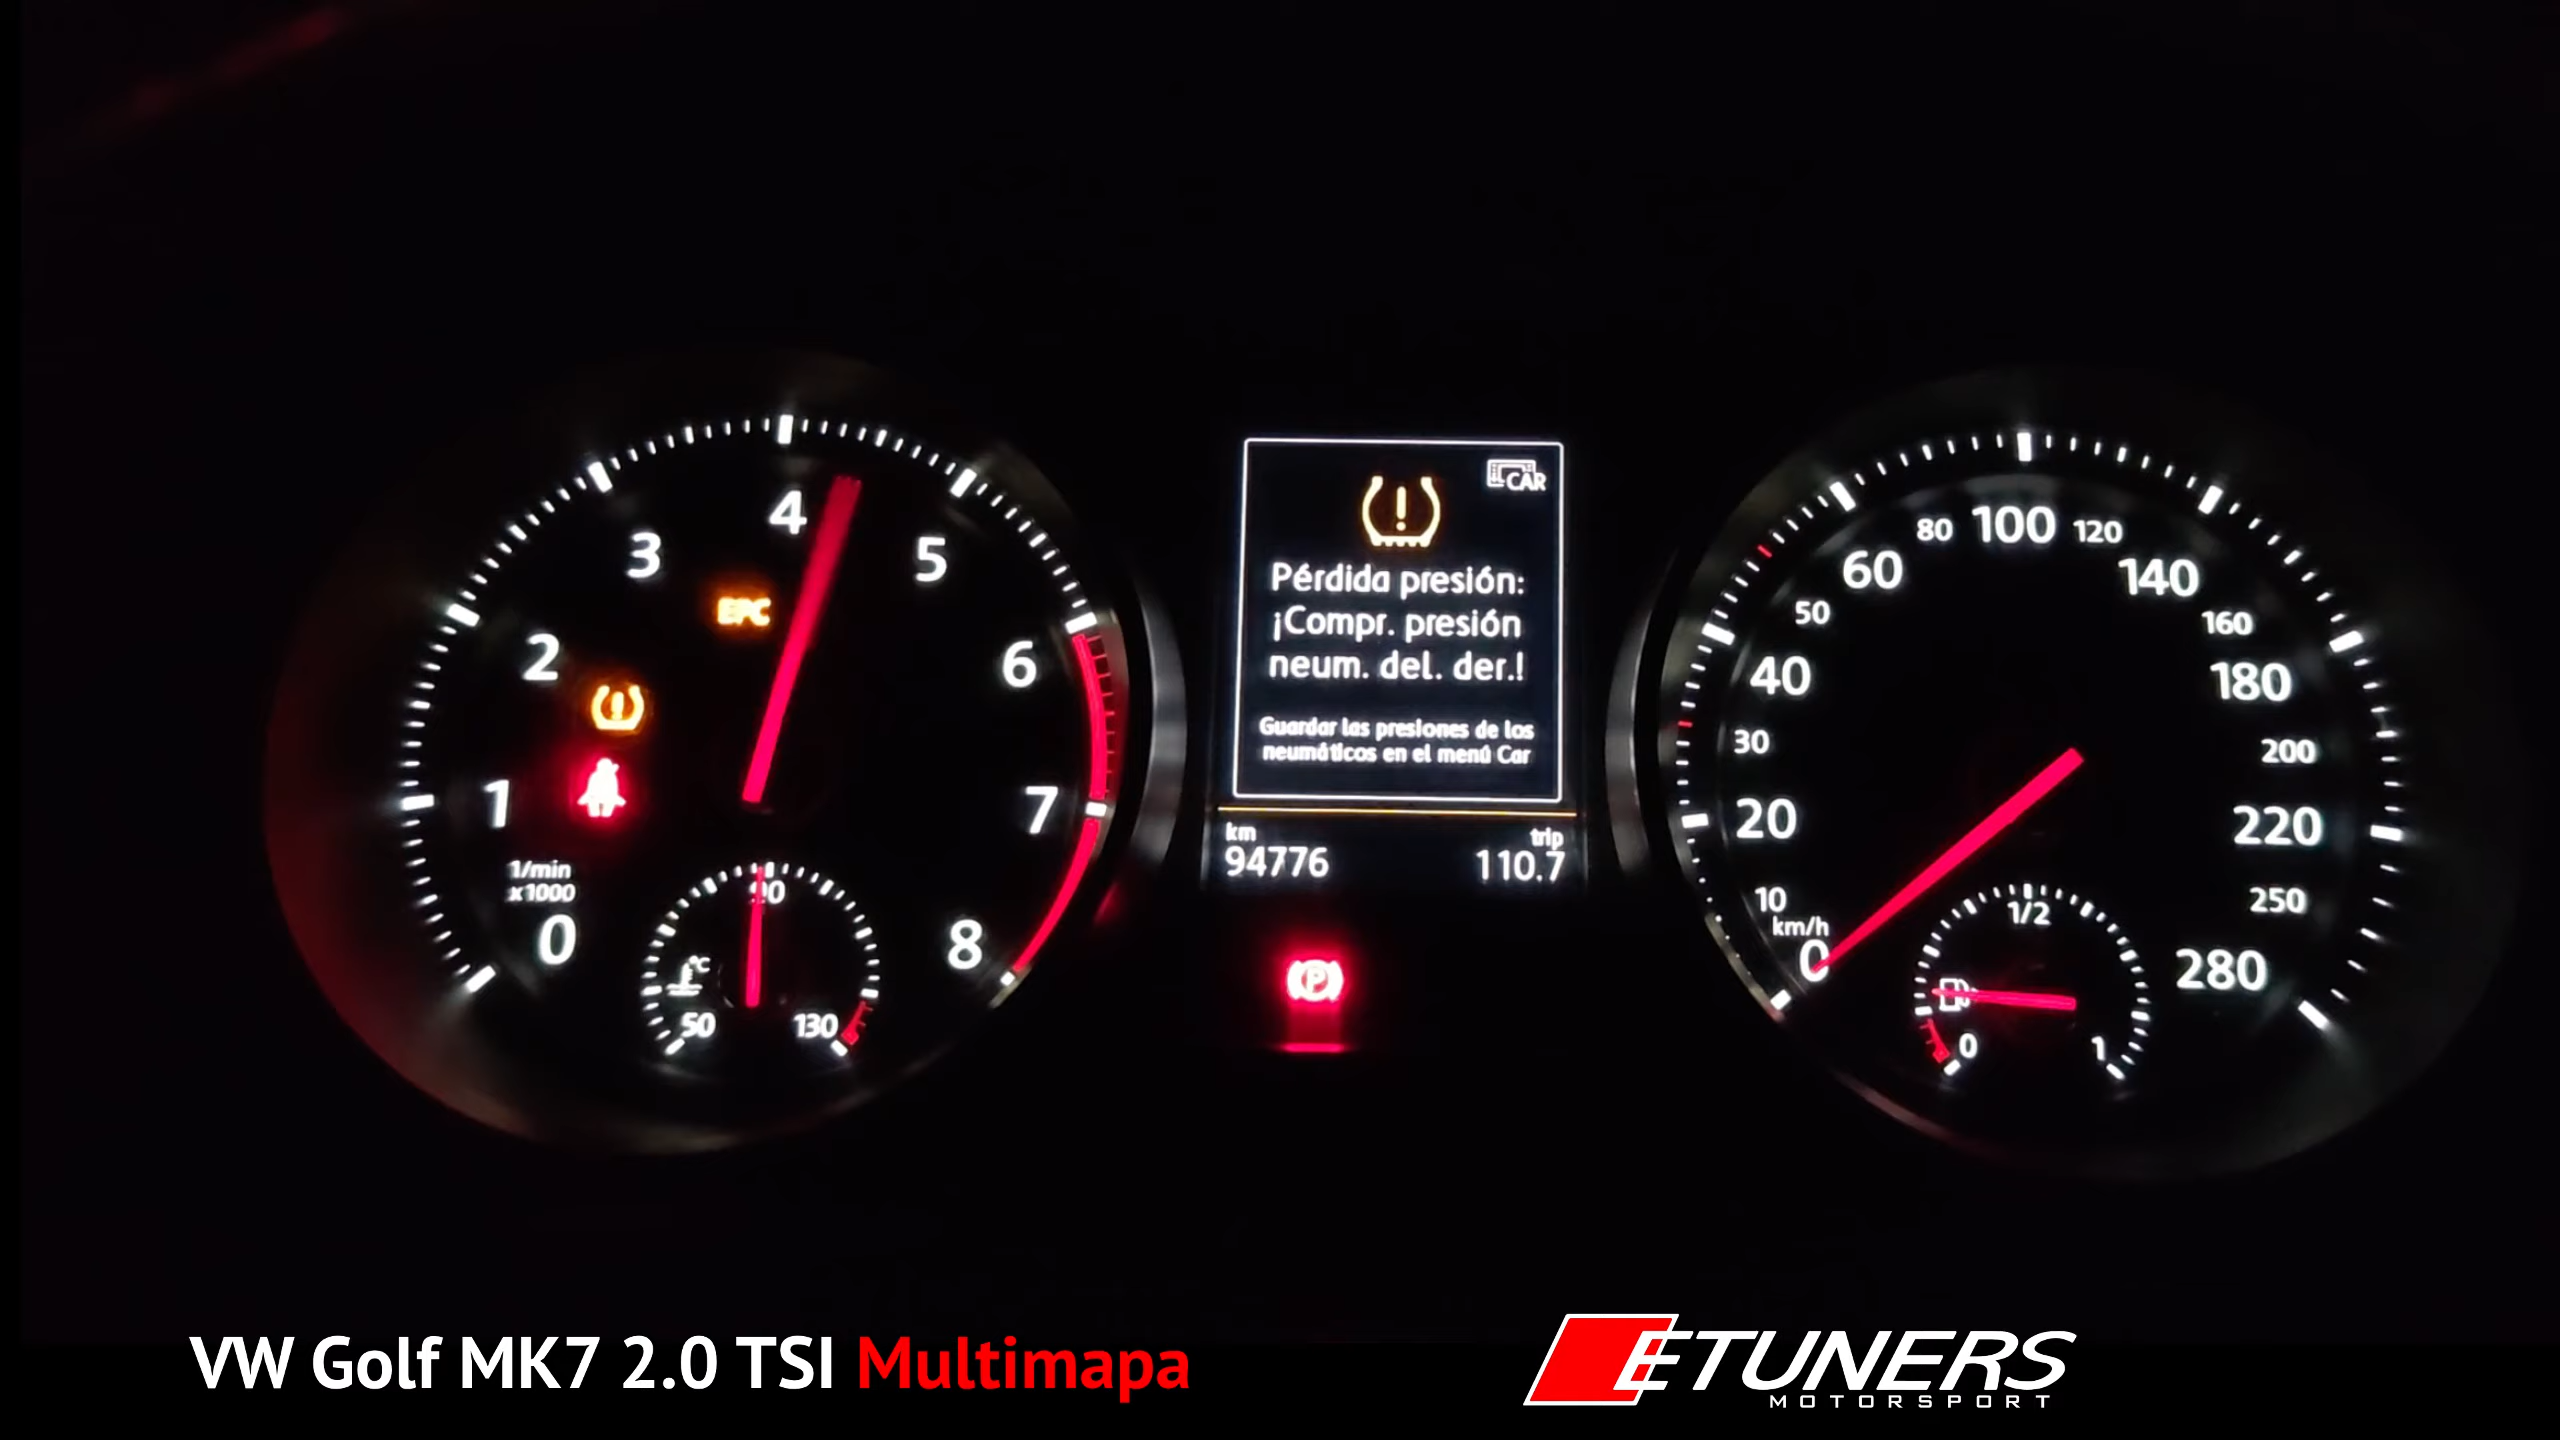 4
3
5
EPC
2
6
1
7
1/min
x1000
0
90
8
°C
50
130
CAR
Pérdida presión:
¡Compr. presión
neum. del. der.!
Guardar las presiones de los
neumáticos en el menú Car
km
trip
94776
110.7
P
80
100
120
60
140
50
160
40
180
30
200
20
220
10
1/2
250
km/h
0
280
0
1
VW Golf MK7 2.0 TSI Multimapa
ETUNERS
MOTORSPORT